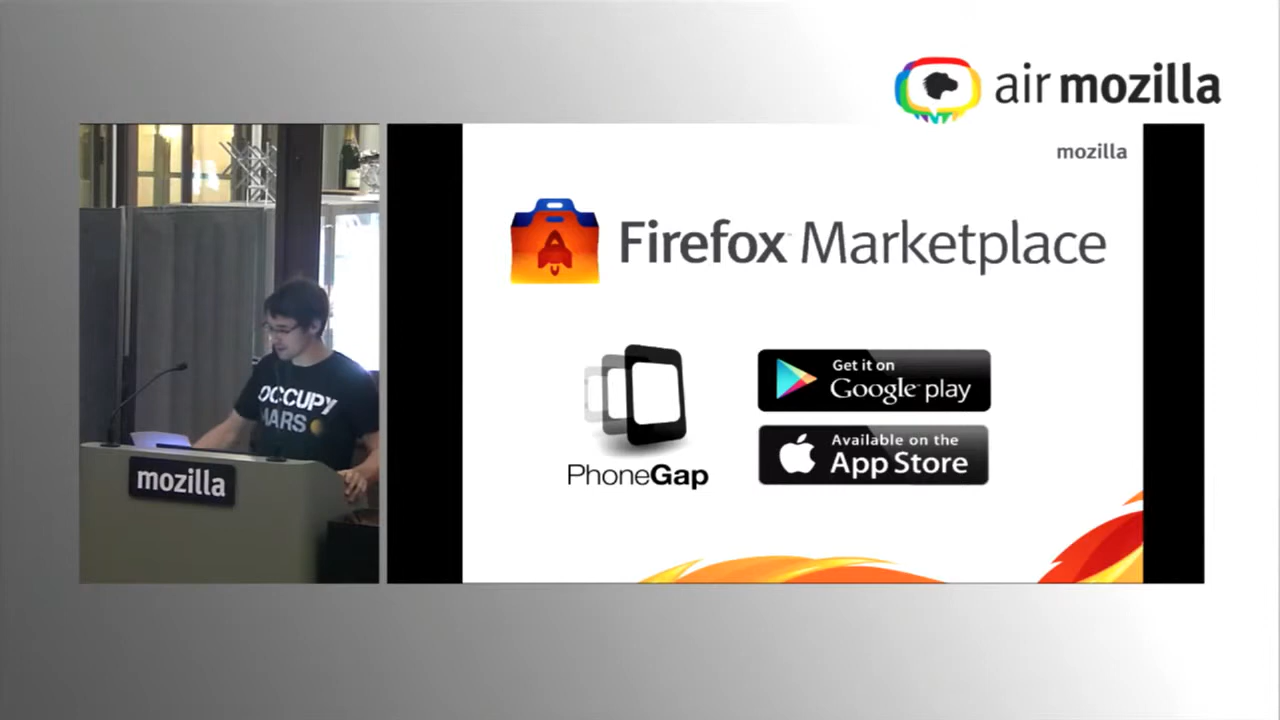 air mozilla
mozilla
Firefox Marketplace
Get it on
Google play
PhoneGap
Available on the
App Store
OCCUPY
MARS
mozilla